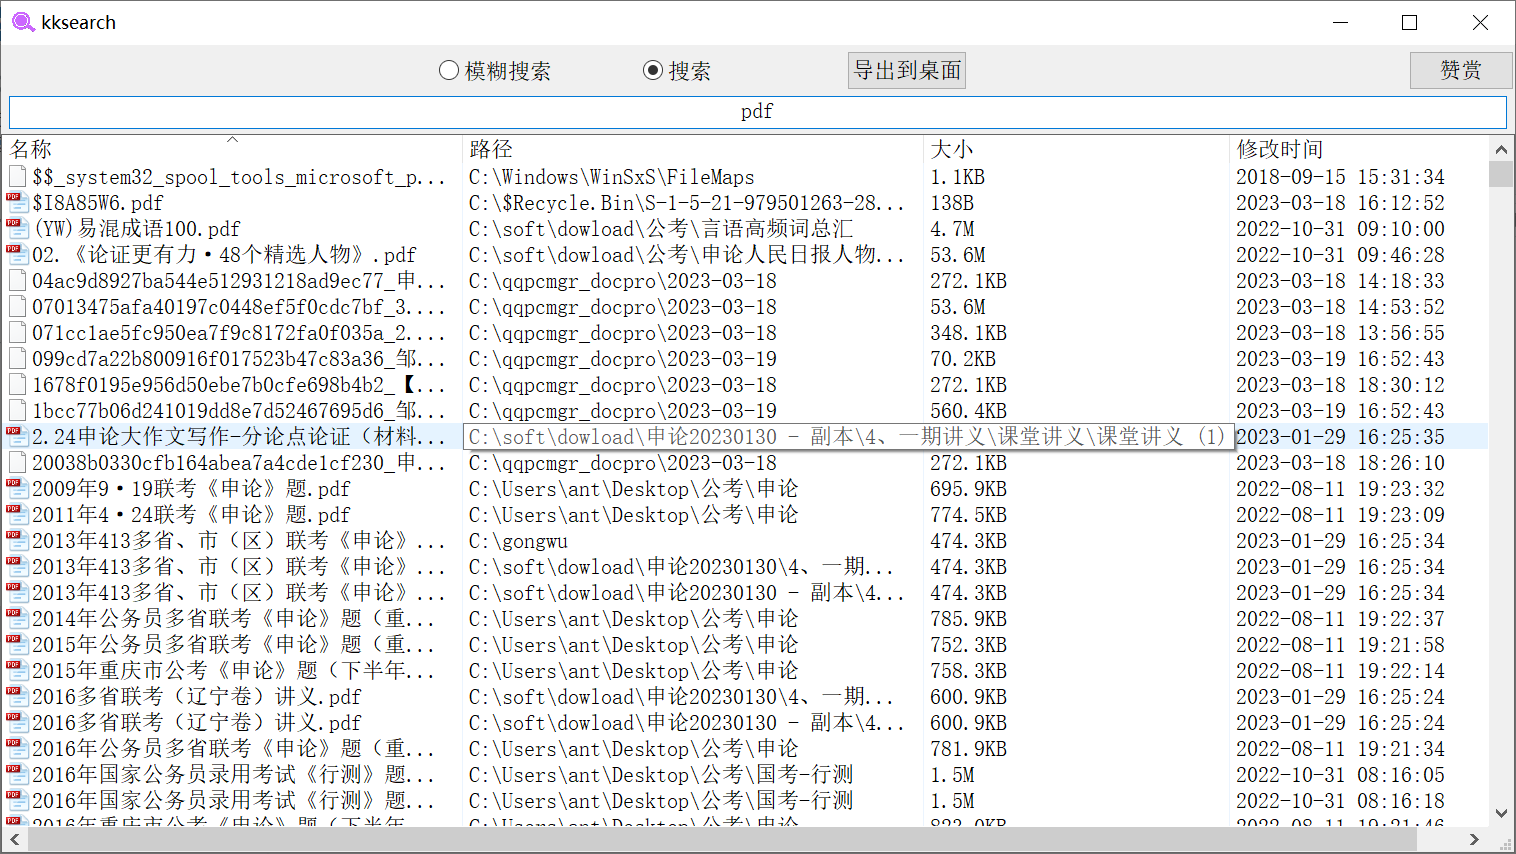 kksearch
模糊搜索 搜索 导出到桌面 赞赏
pdf
名称 路径 大小 修改时间
$$_system32_spool_tools_microsoft_p... C:\Windows\WinSxS\FileMaps 1.1KB 2018-09-15 15:31:34
$I8A85W6.pdf C:\$Recycle.Bin\S-1-5-21-979501263-28... 138B 2023-03-18 16:12:52
(YW)易混成语100.pdf C:\soft\dowload\公考\言语高频词总汇 4.7M 2022-10-31 09:10:00
02.《论证更有力·48个精选人物》.pdf C:\soft\dowload\公考\申论人民日报人物... 53.6M 2022-10-31 09:46:28
04ac9d8927ba544e512931218ad9ec77_申... C:\qqpcmgr_docpro\2023-03-18 272.1KB 2023-03-18 14:18:33
07013475afa40197c0448ef5f0cdc7bf_3.... C:\qqpcmgr_docpro\2023-03-18 53.6M 2023-03-18 14:53:52
071cc1ae5fc950ea7f9c8172fa0f035a_2.... C:\qqpcmgr_docpro\2023-03-18 348.1KB 2023-03-18 13:56:55
099cd7a22b800916f017523b47c83a36_邹... C:\qqpcmgr_docpro\2023-03-19 70.2KB 2023-03-19 16:52:43
1678f0195e956d50ebe7b0cfe698b4b2_【... C:\qqpcmgr_docpro\2023-03-18 272.1KB 2023-03-18 18:30:12
1bcc77b06d241019dd8e7d52467695d6_邹... C:\qqpcmgr_docpro\2023-03-19 560.4KB 2023-03-19 16:52:43
2.24申论大作文写作-分论点论证（材料... C:\soft\dowload\申论20230130 - 副本\4、一期讲义\课堂讲义\课堂讲义 (1) 2023-01-29 16:25:35
20038b0330cfb164abea7a4cde1cf230_申... C:\qqpcmgr_docpro\2023-03-18 272.1KB 2023-03-18 18:26:10
2009年9·19联考《申论》题.pdf C:\Users\ant\Desktop\公考\申论 695.9KB 2022-08-11 19:23:32
2011年4·24联考《申论》题.pdf C:\Users\ant\Desktop\公考\申论 774.5KB 2022-08-11 19:23:09
2013年413多省、市（区）联考《申论》... C:\gongwu 474.3KB 2023-01-29 16:25:34
2013年413多省、市（区）联考《申论》... C:\soft\dowload\申论20230130\4、一期... 474.3KB 2023-01-29 16:25:34
2013年413多省、市（区）联考《申论》... C:\soft\dowload\申论20230130 - 副本\4... 474.3KB 2023-01-29 16:25:34
2014年公务员多省联考《申论》题（重... C:\Users\ant\Desktop\公考\申论 785.9KB 2022-08-11 19:22:37
2015年公务员多省联考《申论》题（重... C:\Users\ant\Desktop\公考\申论 752.3KB 2022-08-11 19:21:58
2015年重庆市公考《申论》题（下半年... C:\Users\ant\Desktop\公考\申论 758.3KB 2022-08-11 19:22:14
2016多省联考（辽宁卷）讲义.pdf C:\soft\dowload\申论20230130\4、一期... 600.9KB 2023-01-29 16:25:24
2016多省联考（辽宁卷）讲义.pdf C:\soft\dowload\申论20230130 - 副本\4... 600.9KB 2023-01-29 16:25:24
2016年公务员多省联考《申论》题（重... C:\Users\ant\Desktop\公考\申论 781.9KB 2022-08-11 19:21:34
2016年国家公务员录用考试《行测》题... C:\Users\ant\Desktop\公考\国考-行测 1.5M 2022-10-31 08:16:05
2016年国家公务员录用考试《行测》题... C:\Users\ant\Desktop\公考\国考-行测 1.5M 2022-10-31 08:16:18
2016年重庆市公考《申论》题（下半年... C:\Users\ant\Desktop\公考\申论 2022-08-11 19:21:46